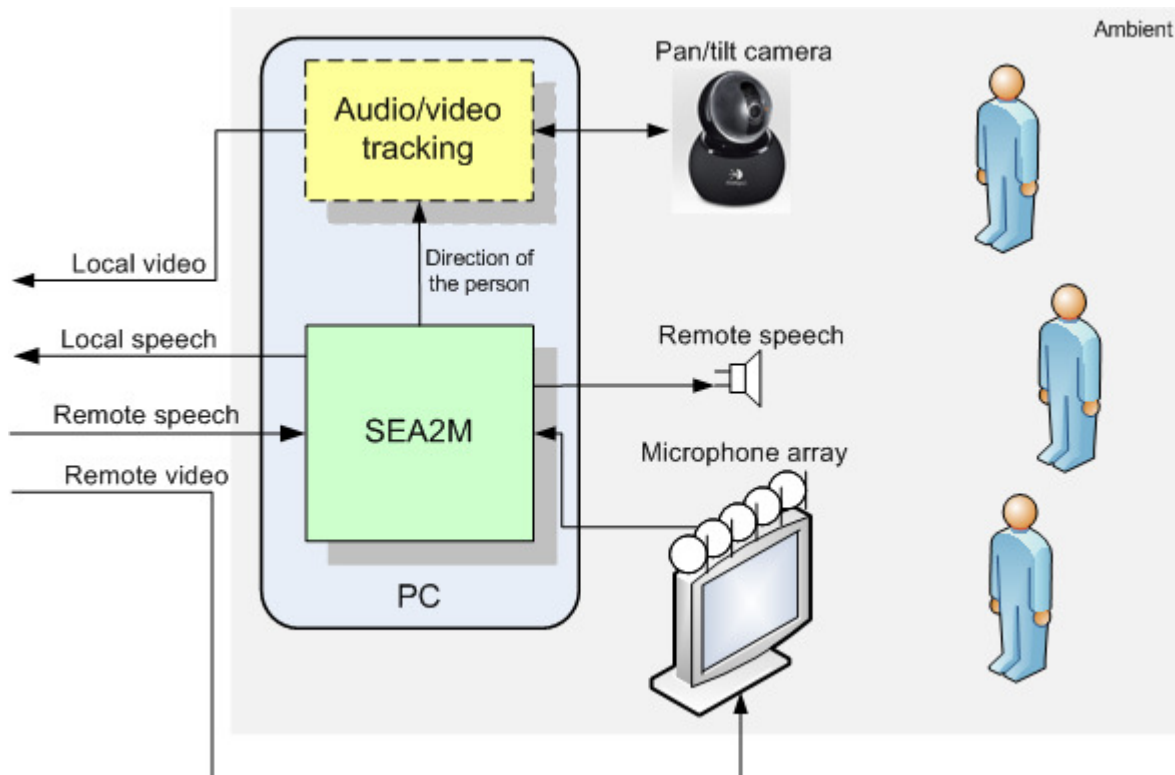 Ambient
Pan/tilt camera
Audio/video
tracking
Local video
Direction of
the person
Local speech
Remote speech
Remote speech
SEA2M
Microphone array
Remote video
PC